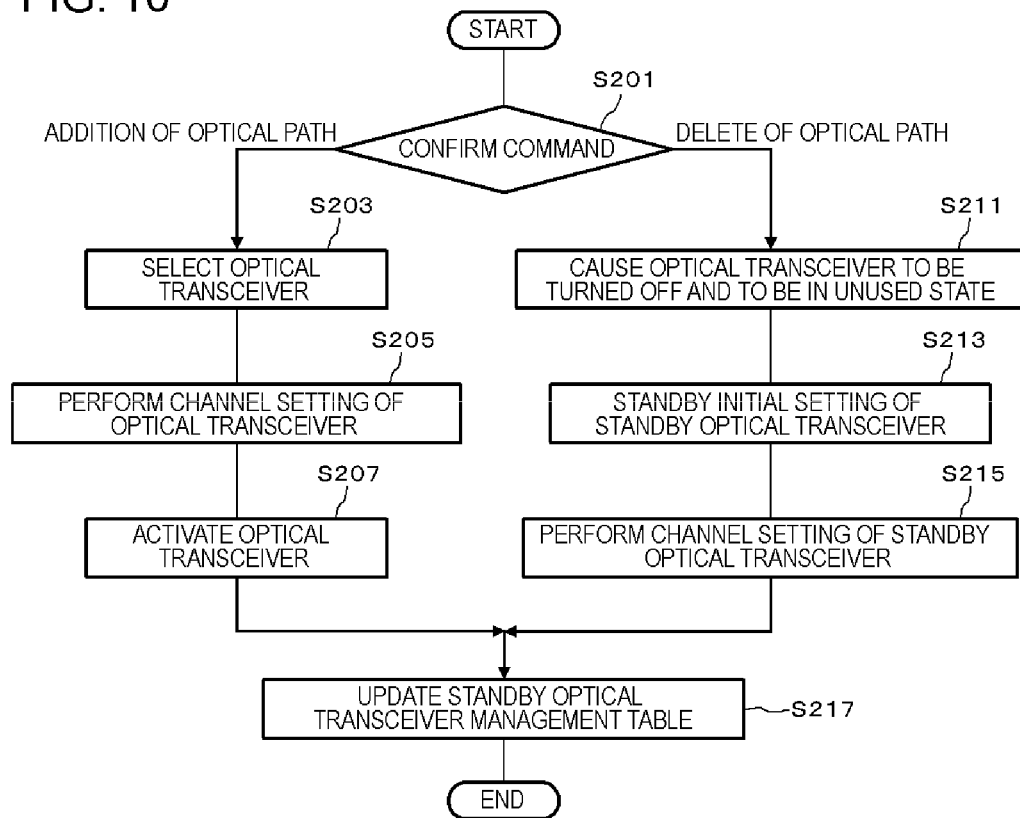 FIG. 10
START
S201
ADDITION OF OPTICAL PATH
CONFIRM COMMAND
DELETE OF OPTICAL PATH
S203
SELECT OPTICAL
TRANSCEIVER
S205
PERFORM CHANNEL SETTING OF
OPTICAL TRANSCEIVER
S207
ACTIVATE OPTICAL
TRANSCEIVER
S211
CAUSE OPTICAL TRANSCEIVER TO BE
TURNED OFF AND TO BE IN UNUSED STATE
S213
STANDBY INITIAL SETTING OF
STANDBY OPTICAL TRANSCEIVER
S215
PERFORM CHANNEL SETTING OF STANDBY
OPTICAL TRANSCEIVER
UPDATE STANDBY OPTICAL
TRANSCEIVER MANAGEMENT TABLE
S217
END